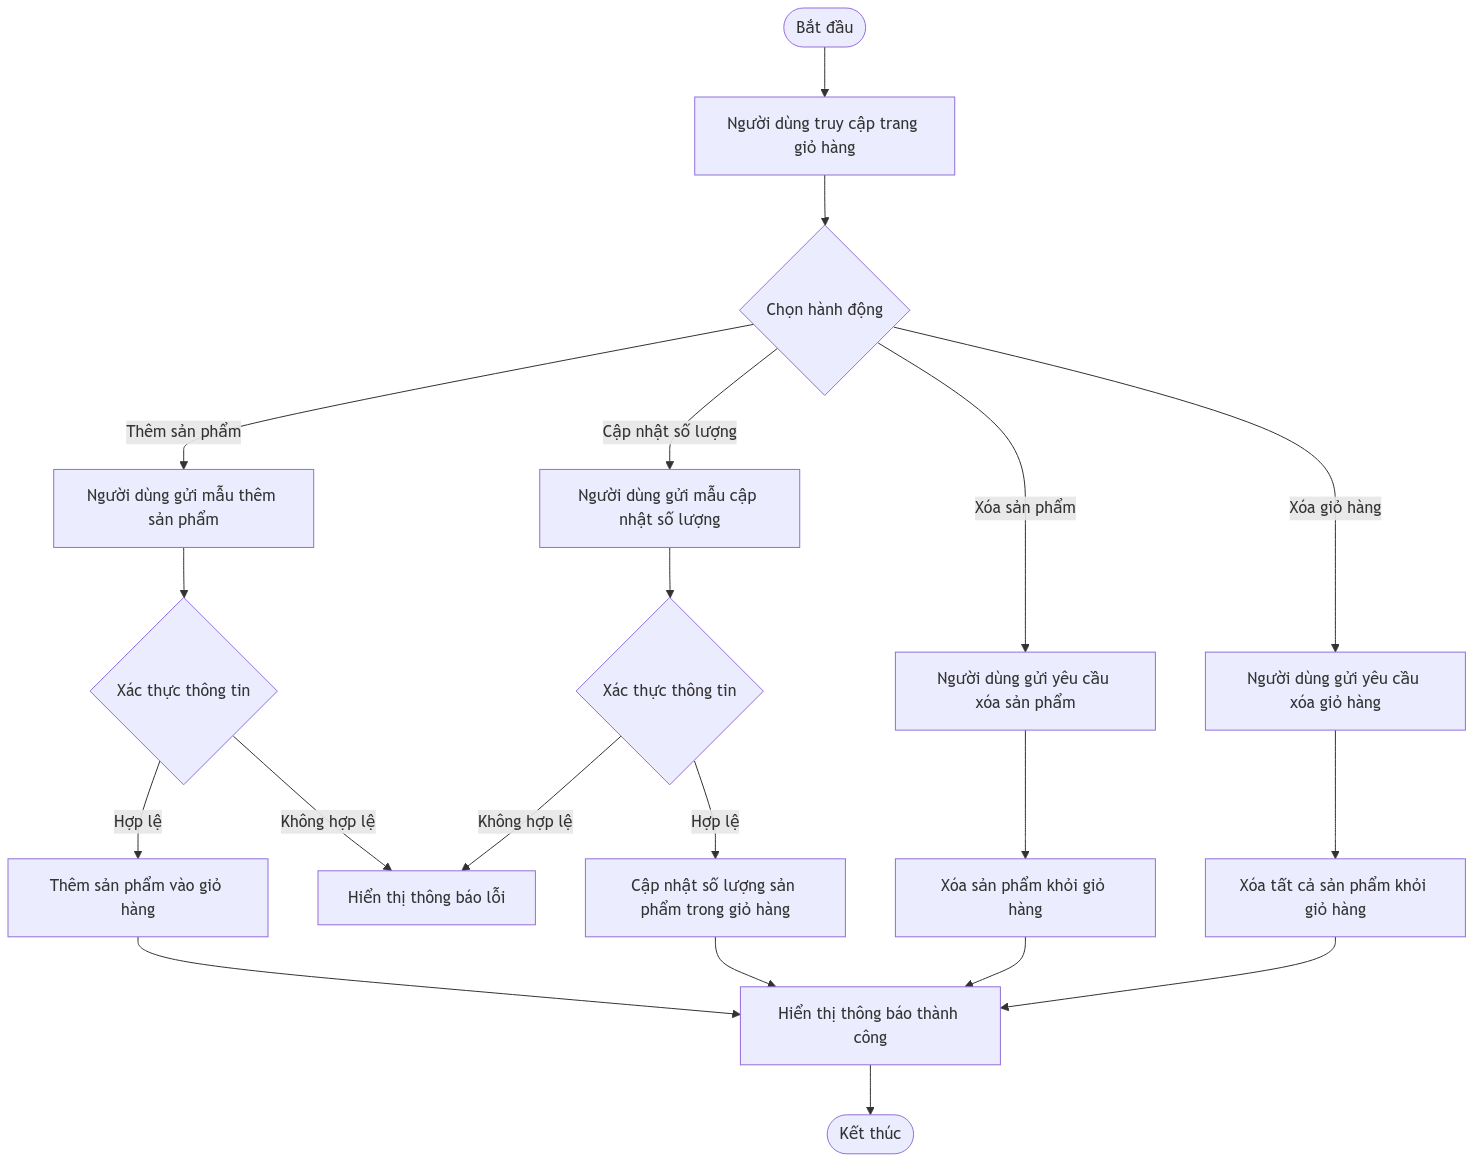 Bắt đầu
Người dùng truy cập trang
giỏ hàng
Chọn hành động
Thêm sản phẩm
Cập nhật số lượng
Người dùng gửi mẫu thêm
sản phẩm
Người dùng gửi mẫu cập
nhật số lượng
Xóa sản phẩm
Xóa giỏ hàng
Xác thực thông tin
Xác thực thông tin
Người dùng gửi yêu cầu
xóa sản phẩm
Người dùng gửi yêu cầu
xóa giỏ hàng
Hợp lệ
Không hợp lệ
Không hợp lệ
Hợp lệ
Thêm sản phẩm vào giỏ
hàng
Hiển thị thông báo lỗi
Cập nhật số lượng sản
phẩm trong giỏ hàng
Xóa sản phẩm khỏi giỏ
hàng
Xóa tất cả sản phẩm khỏi
giỏ hàng
Hiển thị thông báo thành
công
Kết thúc